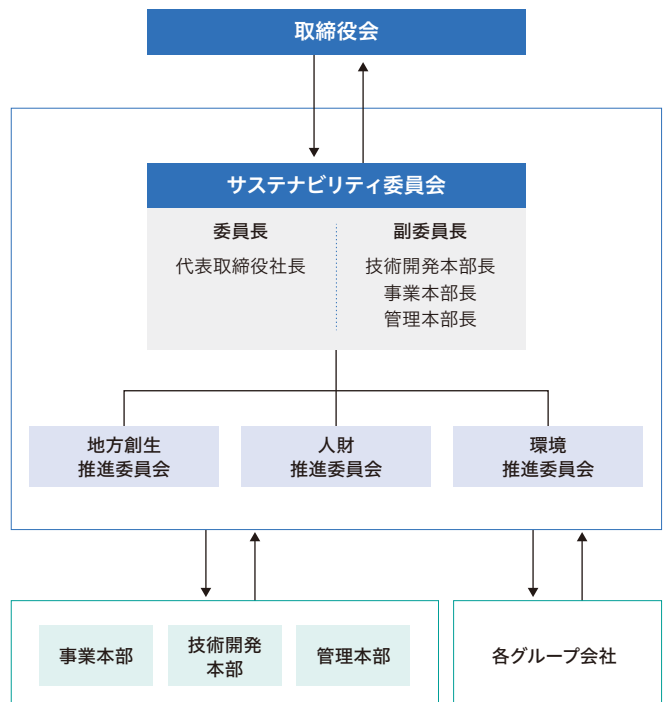 取締役会
サステナビリティ委員会
委員長
代表取締役社長
副委員長
技術開発本部長
事業本部長
管理本部長
地方創生
推進委員会
人財
推進委員会
環境
推進委員会
事業本部
技術開発
本部
管理本部
各グループ会社